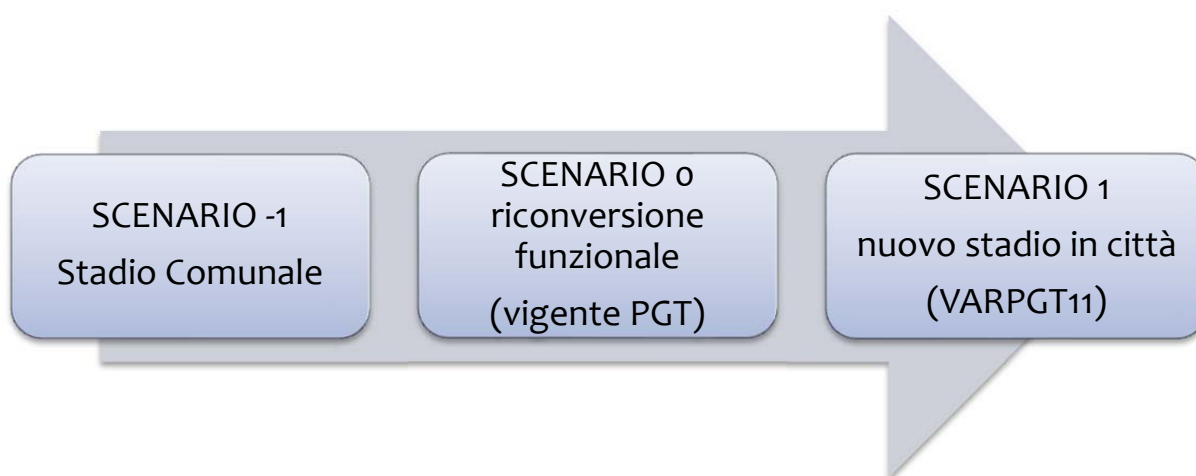 SCENARIO -1
Stadio Comunale
SCENARIO 0
riconversione
funzionale
(vigente PGT)
SCENARIO 1
nuovo stadio in città
(VARPGT11)